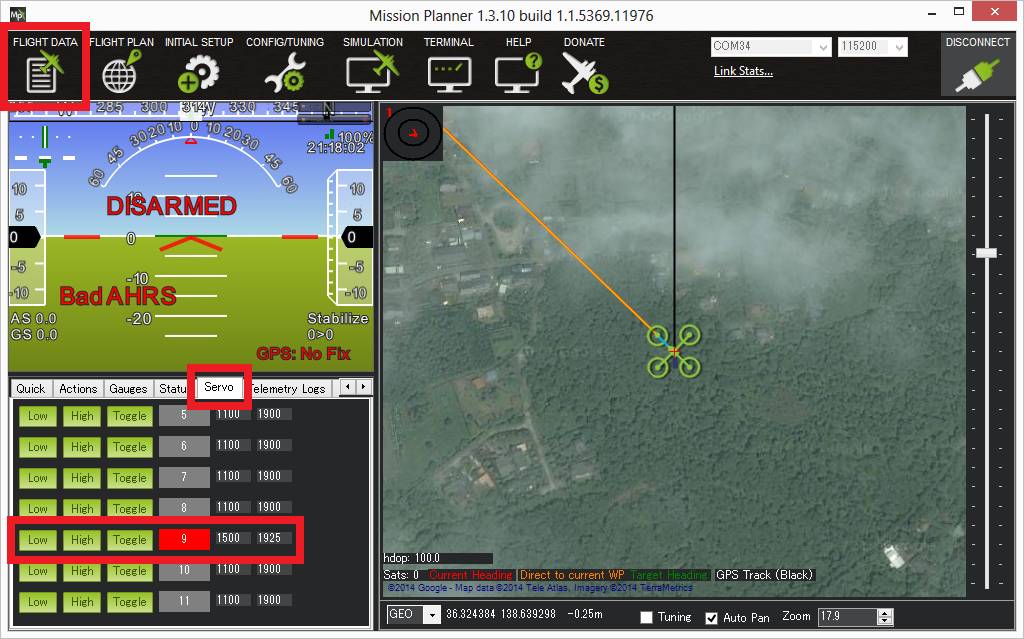 Mission Planner 1.3.10 build 1.1.5369.11976
FLIGHT DATA FLIGHT PLAN INITIAL SETUP CONFIG/TUNING SIMULATION TERMINAL HELP DONATE
COM34 115200
DISCONNECT
Link Stats...
285 300 314 330 345 N
100%
21:18:02
60 45 30 20 10 0 10 20 30 45 60
DISARMED
10 10 10
5 5
0 0 0
-5 -5
-10 -10 -10
Bad AHRS
AS 0.0
GS 0.0
-20
Stabilize
0>0
GPS: No Fix
Quick Actions Gauges Status Servo Telemetry Logs
Low High Toggle 5 1100 1900
Low High Toggle 6 1100 1900
Low High Toggle 7 1100 1900
Low High Toggle 8 1100 1900
Low High Toggle 9 1500 1925
Low High Toggle 10 1100 1900
Low High Toggle 11 1100 1900
hdop: 100.0
Sats: 0 Current Heading Direct to current WP Target Heading GPS Track (Black)
©2014 Google - Map data ©2014 Tele Atlas, Imagery ©2014 TerraMetrics
GEO 36.324384 138.639298 -0.25m Tuning Auto Pan Zoom 17.9